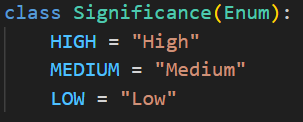 class Significance(Enum):
    HIGH = "High"
    MEDIUM = "Medium"
    LOW = "Low"